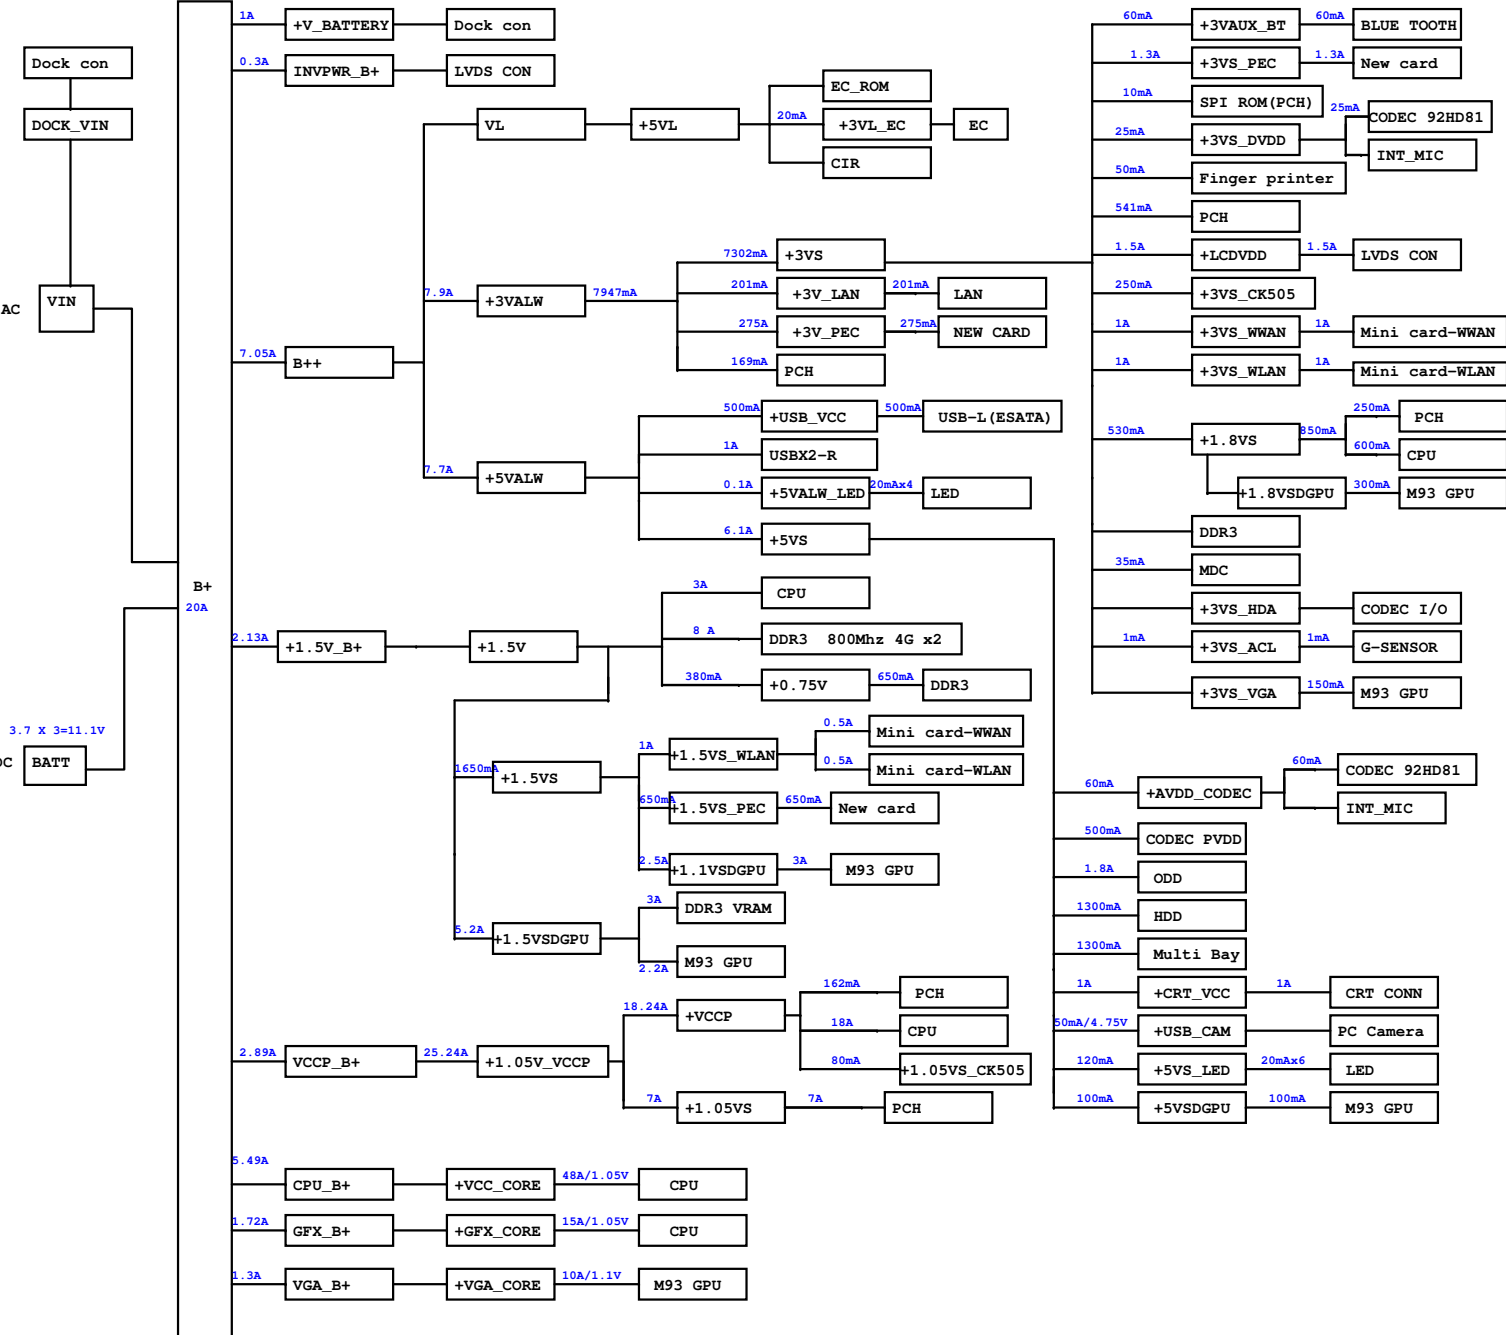 Dock con
DOCK_VIN
AC
VIN
B+
20A
3.7 X 3=11.1V
DC
BATT
1A
+V_BATTERY
Dock con
0.3A
INVPWR_B+
LVDS CON
7.05A
B++
VL
+5VL
EC_ROM
20mA
+3VL_EC
EC
CIR
7.9A
+3VALW
7947mA
7302mA
+3VS
201mA
+3V_LAN
201mA
LAN
275A
+3V_PEC
275mA
NEW CARD
169mA
PCH
7.7A
+5VALW
500mA
+USB_VCC
500mA
USB-L(ESATA)
1A
USBX2-R
0.1A
+5VALW_LED
20mAx4
LED
6.1A
+5VS
60mA
+3VAUX_BT
60mA
BLUE TOOTH
1.3A
+3VS_PEC
1.3A
New card
10mA
SPI ROM(PCH)
25mA
+3VS_DVDD
25mA
CODEC 92HD81
INT_MIC
50mA
Finger printer
541mA
PCH
1.5A
+LCDVDD
1.5A
LVDS CON
250mA
+3VS_CK505
1A
+3VS_WWAN
1A
Mini card-WWAN
1A
+3VS_WLAN
1A
Mini card-WLAN
530mA
+1.8VS
850mA
250mA
PCH
600mA
CPU
+1.8VSDGPU
300mA
M93 GPU
DDR3
35mA
MDC
+3VS_HDA
CODEC I/O
1mA
+3VS_ACL
1mA
G-SENSOR
+3VS_VGA
150mA
M93 GPU
2.13A
+1.5V_B+
+1.5V
3A
CPU
8 A
DDR3  800Mhz 4G x2
380mA
+0.75V
650mA
DDR3
1650mA
+1.5VS
1A
+1.5VS_WLAN
0.5A
Mini card-WWAN
0.5A
Mini card-WLAN
650mA
+1.5VS_PEC
650mA
New card
2.5A
+1.1VSDGPU
3A
M93 GPU
5.2A
+1.5VSDGPU
3A
DDR3 VRAM
2.2A
M93 GPU
60mA
+AVDD_CODEC
60mA
CODEC 92HD81
INT_MIC
500mA
CODEC PVDD
1.8A
ODD
1300mA
HDD
1300mA
Multi Bay
1A
+CRT_VCC
1A
CRT CONN
50mA/4.75V
+USB_CAM
PC Camera
120mA
+5VS_LED
20mAx6
LED
100mA
+5VSDGPU
100mA
M93 GPU
2.89A
VCCP_B+
25.24A
+1.05V_VCCP
18.24A
+VCCP
162mA
PCH
18A
CPU
80mA
+1.05VS_CK505
7A
+1.05VS
7A
PCH
5.49A
CPU_B+
+VCC_CORE
48A/1.05V
CPU
1.72A
GFX_B+
+GFX_CORE
15A/1.05V
CPU
1.3A
VGA_B+
+VGA_CORE
10A/1.1V
M93 GPU